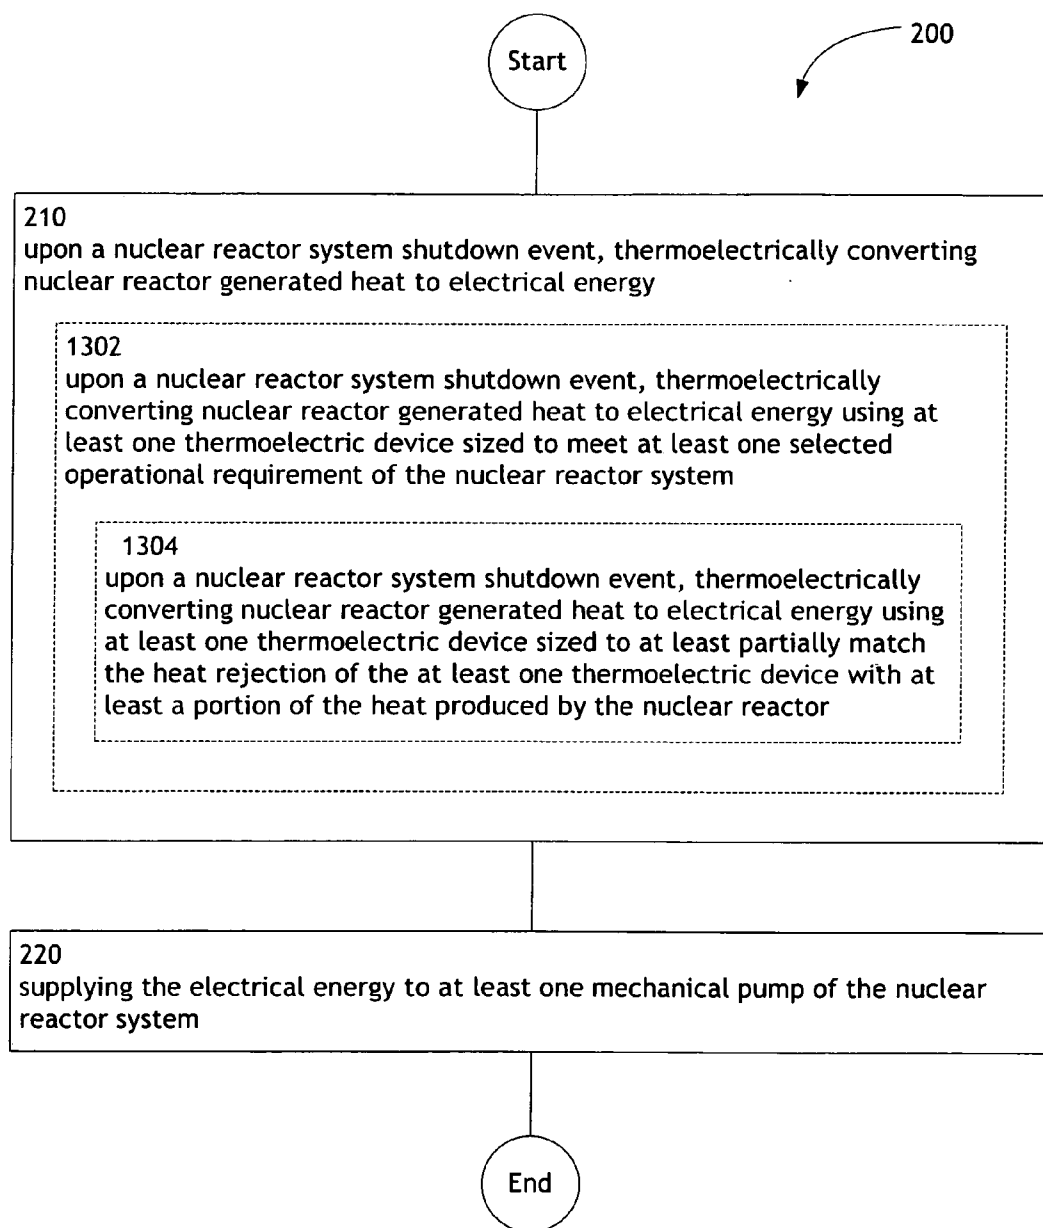 Start
200
210
upon a nuclear reactor system shutdown event, thermoelectrically converting
nuclear reactor generated heat to electrical energy
1302
upon a nuclear reactor system shutdown event, thermoelectrically
converting nuclear reactor generated heat to electrical energy using at
least one thermoelectric device sized to meet at least one selected
operational requirement of the nuclear reactor system
1304
upon a nuclear reactor system shutdown event, thermoelectrically
converting nuclear reactor generated heat to electrical energy using
at least one thermoelectric device sized to at least partially match
the heat rejection of the at least one thermoelectric device with at
least a portion of the heat produced by the nuclear reactor
220
supplying the electrical energy to at least one mechanical pump of the nuclear
reactor system
End